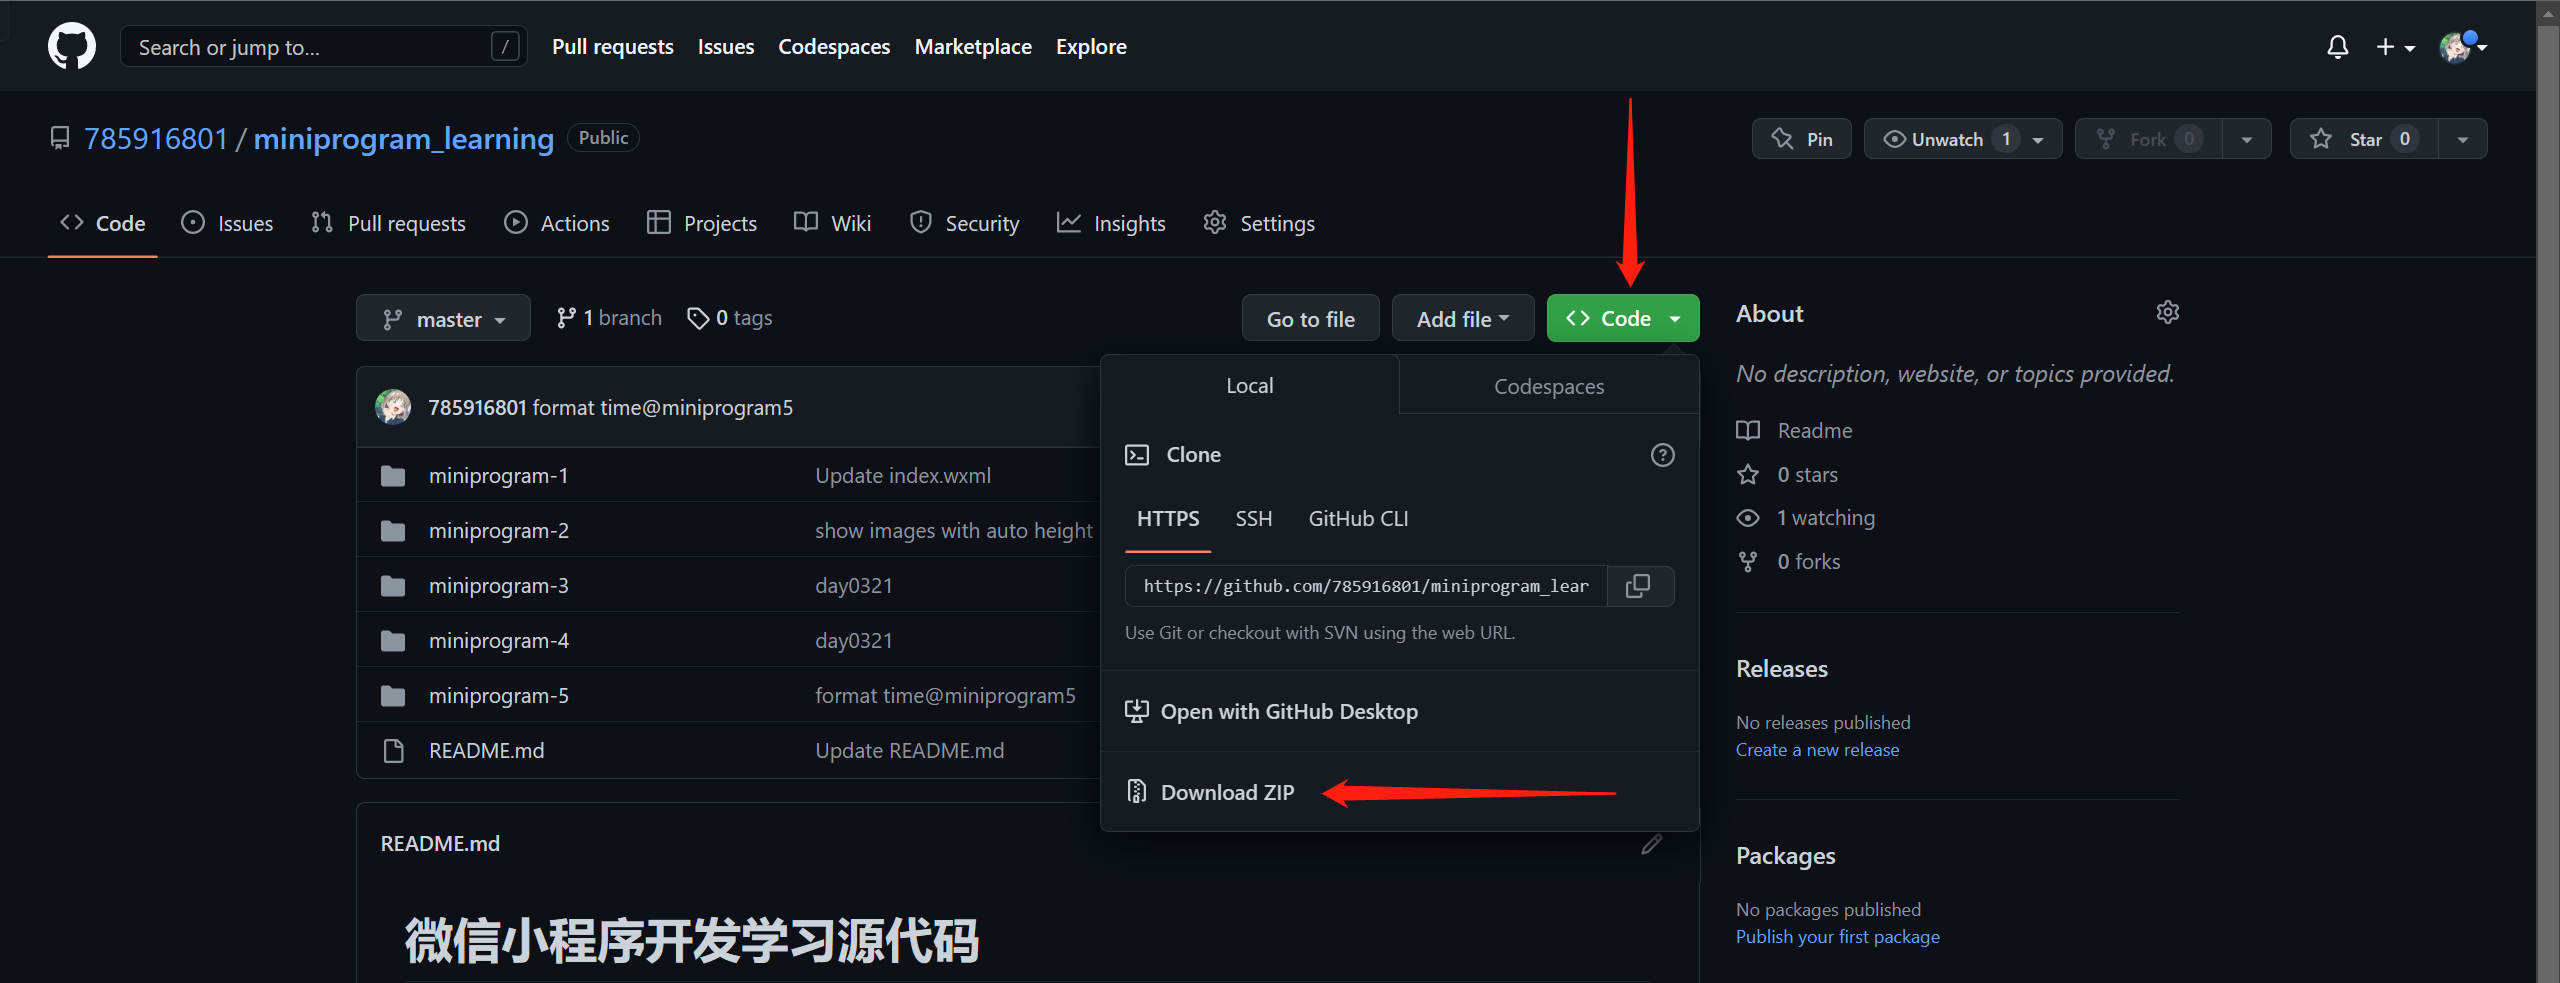 Search or jump to... /
Pull requests Issues Codespaces Marketplace Explore
785916801 / miniprogram_learning Public
Pin Unwatch 1 Fork 0 Star 0
Code Issues Pull requests Actions Projects Wiki Security Insights Settings
master 1 branch 0 tags Go to file Add file Code
785916801 format time@miniprogram5
miniprogram-1 Update index.wxml
miniprogram-2 show images with auto height
miniprogram-3 day0321
miniprogram-4 day0321
miniprogram-5 format time@miniprogram5
README.md Update README.md
Local Codespaces
Clone
HTTPS SSH GitHub CLI
https://github.com/785916801/miniprogram_lear
Use Git or checkout with SVN using the web URL.
Open with GitHub Desktop
Download ZIP
README.md
微信小程序开发学习源代码
About
No description, website, or topics provided.
Readme
0 stars
1 watching
0 forks
Releases
No releases published
Create a new release
Packages
No packages published
Publish your first package